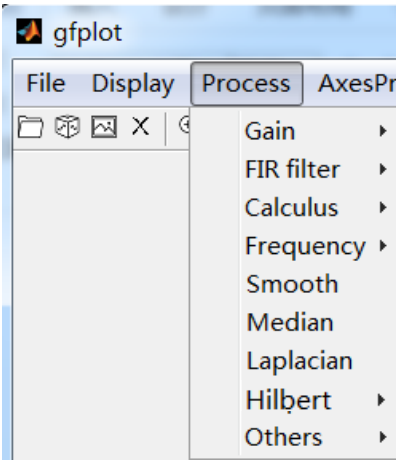 gfplot
File Display Process AxesPr
Gain
FIR filter
Calculus
Frequency
Smooth
Median
Laplacian
Hilbert
Others